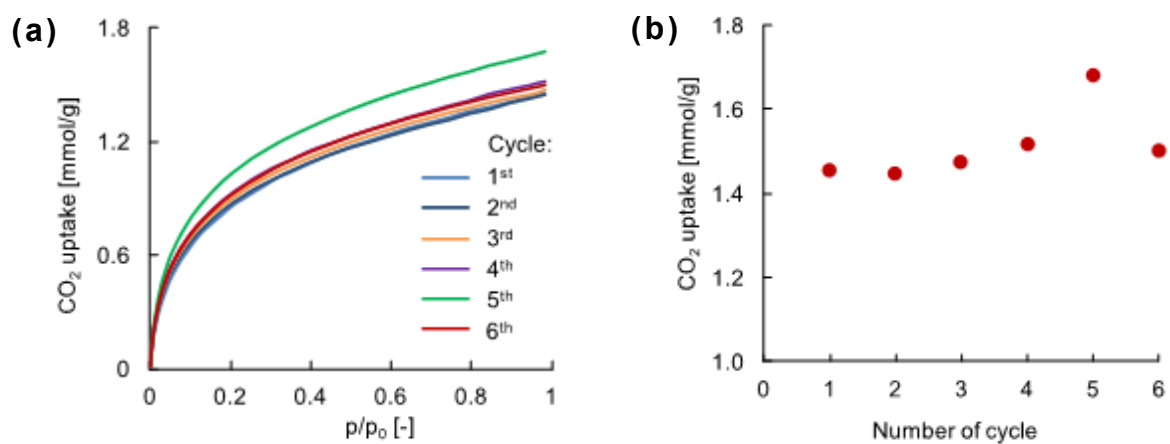 (a)
1.8
1.2
0.6
0
CO₂ uptake [mmol/g]
Cycle:
1st
2nd
3rd
4th
5th
6th
0 0.2 0.4 0.6 0.8 1
p/p₀ [-]
(b)
1.8
1.6
1.4
1.2
1.0
CO₂ uptake [mmol/g]
0 1 2 3 4 5 6
Number of cycle